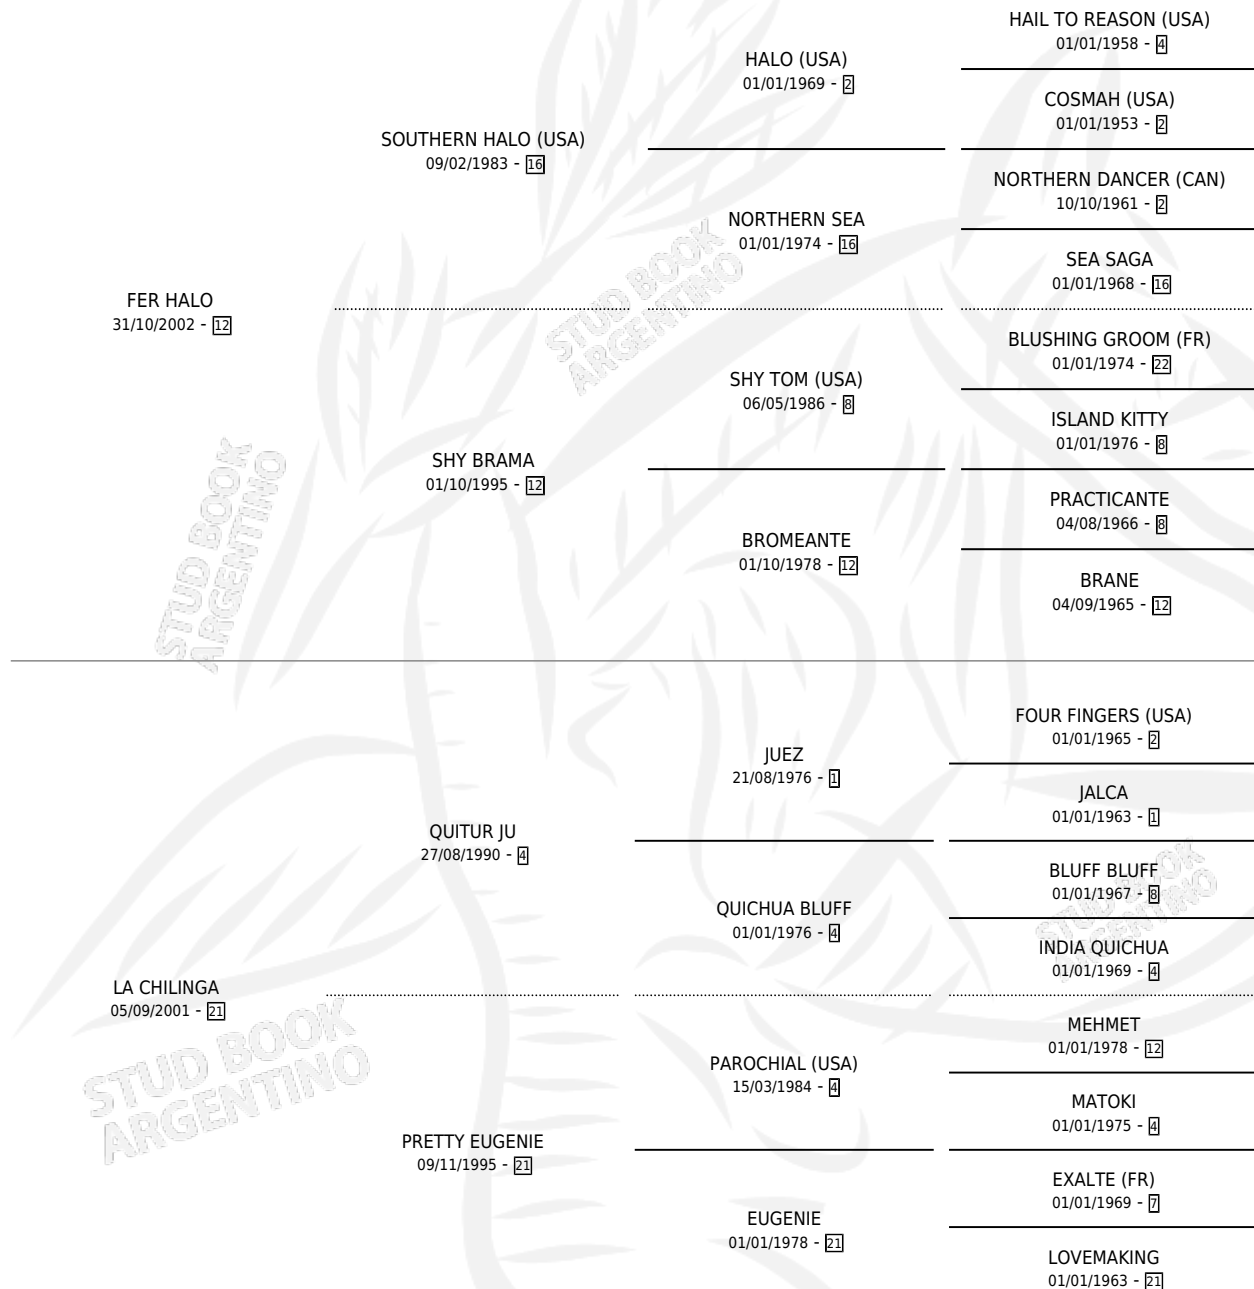 HAIL TO REASON (USA)
01/01/1958 - 4
HALO (USA)
01/01/1969 - 2
COSMAH (USA)
01/01/1953 - 2
SOUTHERN HALO (USA)
09/02/1983 - 16
NORTHERN DANCER (CAN)
10/10/1961 - 2
NORTHERN SEA
01/01/1974 - 16
SEA SAGA
01/01/1968 - 16
FER HALO
31/10/2002 - 12
STUD BOOK
ARGENTINO
BLUSHING GROOM (FR)
01/01/1974 - 22
SHY TOM (USA)
06/05/1986 - 8
ISLAND KITTY
01/01/1976 - 8
SHY BRAMA
01/10/1995 - 12
PRACTICANTE
04/08/1966 - 8
BROMEANTE
01/10/1978 - 12
BRANE
04/09/1965 - 12
STUD BOOK
ARGENTINO
FOUR FINGERS (USA)
01/01/1965 - 2
JUEZ
21/08/1976 - 1
JALCA
01/01/1963 - 1
QUITUR JU
27/08/1990 - 4
BLUFF BLUFF
01/01/1967 - 8
QUICHUA BLUFF
01/01/1976 - 4
INDIA QUICHUA
01/01/1969 - 4
STUD BOOK
ARGENTINO
LA CHILINGA
05/09/2001 - 21
MEHMET
01/01/1978 - 12
PAROCHIAL (USA)
15/03/1984 - 4
MATOKI
01/01/1975 - 4
STUD BOOK
ARGENTINO
PRETTY EUGENIE
09/11/1995 - 21
EXALTE (FR)
01/01/1969 - 7
EUGENIE
01/01/1978 - 21
LOVEMAKING
01/01/1963 - 21